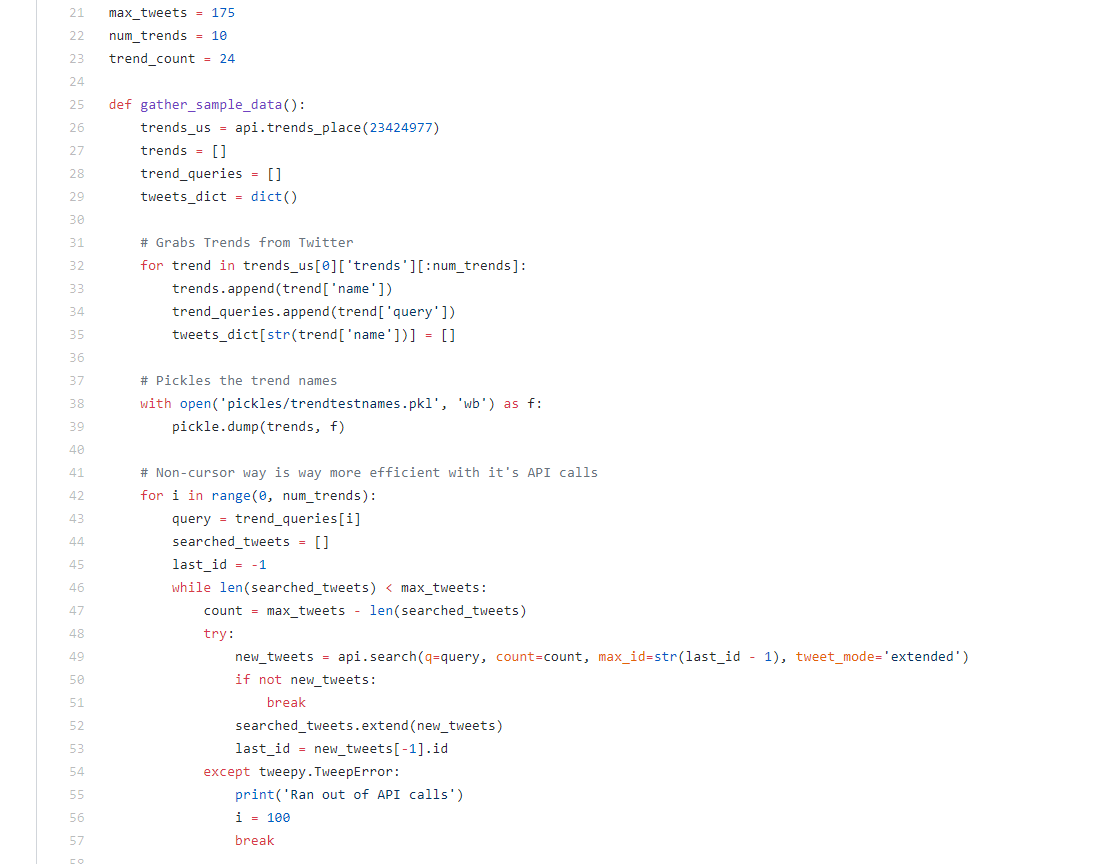 21 max_tweets = 175
22 num_trends = 10
23 trend_count = 24
24
25 def gather_sample_data():
26     trends_us = api.trends_place(23424977)
27     trends = []
28     trend_queries = []
29     tweets_dict = dict()
30
31     # Grabs Trends from Twitter
32     for trend in trends_us[0]['trends'][:num_trends]:
33         trends.append(trend['name'])
34         trend_queries.append(trend['query'])
35         tweets_dict[str(trend['name'])] = []
36
37     # Pickles the trend names
38     with open('pickles/trendtestnames.pkl', 'wb') as f:
39         pickle.dump(trends, f)
40
41     # Non-cursor way is way more efficient with it's API calls
42     for i in range(0, num_trends):
43         query = trend_queries[i]
44         searched_tweets = []
45         last_id = -1
46         while len(searched_tweets) < max_tweets:
47             count = max_tweets - len(searched_tweets)
48             try:
49                 new_tweets = api.search(q=query, count=count, max_id=str(last_id - 1), tweet_mode='extended')
50                 if not new_tweets:
51                     break
52                 searched_tweets.extend(new_tweets)
53                 last_id = new_tweets[-1].id
54             except tweepy.TweepError:
55                 print('Ran out of API calls')
56                 i = 100
57                 break
58